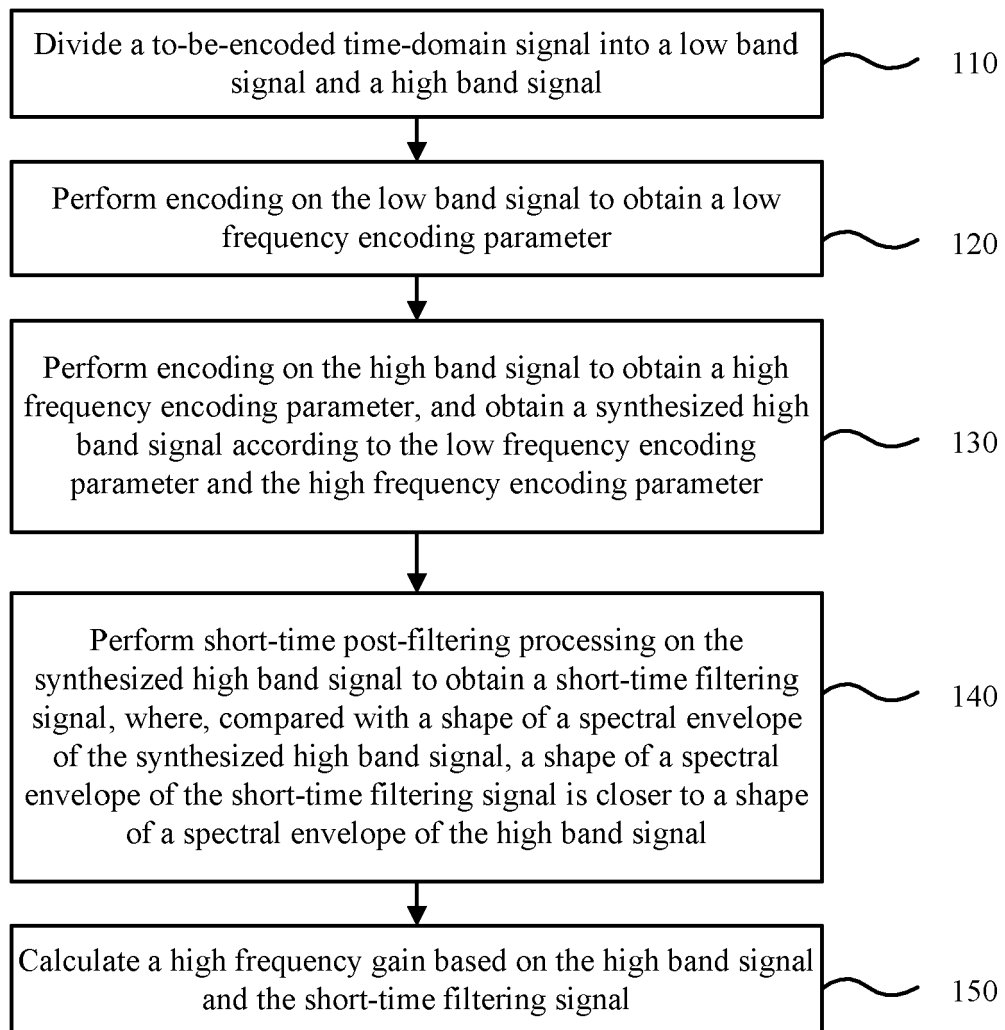 Divide a to-be-encoded time-domain signal into a low band
signal and a high band signal
110
Perform encoding on the low band signal to obtain a low
frequency encoding parameter
120
Perform encoding on the high band signal to obtain a high
frequency encoding parameter, and obtain a synthesized high
band signal according to the low frequency encoding
parameter and the high frequency encoding parameter
130
Perform short-time post-filtering processing on the
synthesized high band signal to obtain a short-time filtering
signal, where, compared with a shape of a spectral envelope
of the synthesized high band signal, a shape of a spectral
envelope of the short-time filtering signal is closer to a shape
of a spectral envelope of the high band signal
140
Calculate a high frequency gain based on the high band signal
and the short-time filtering signal
150